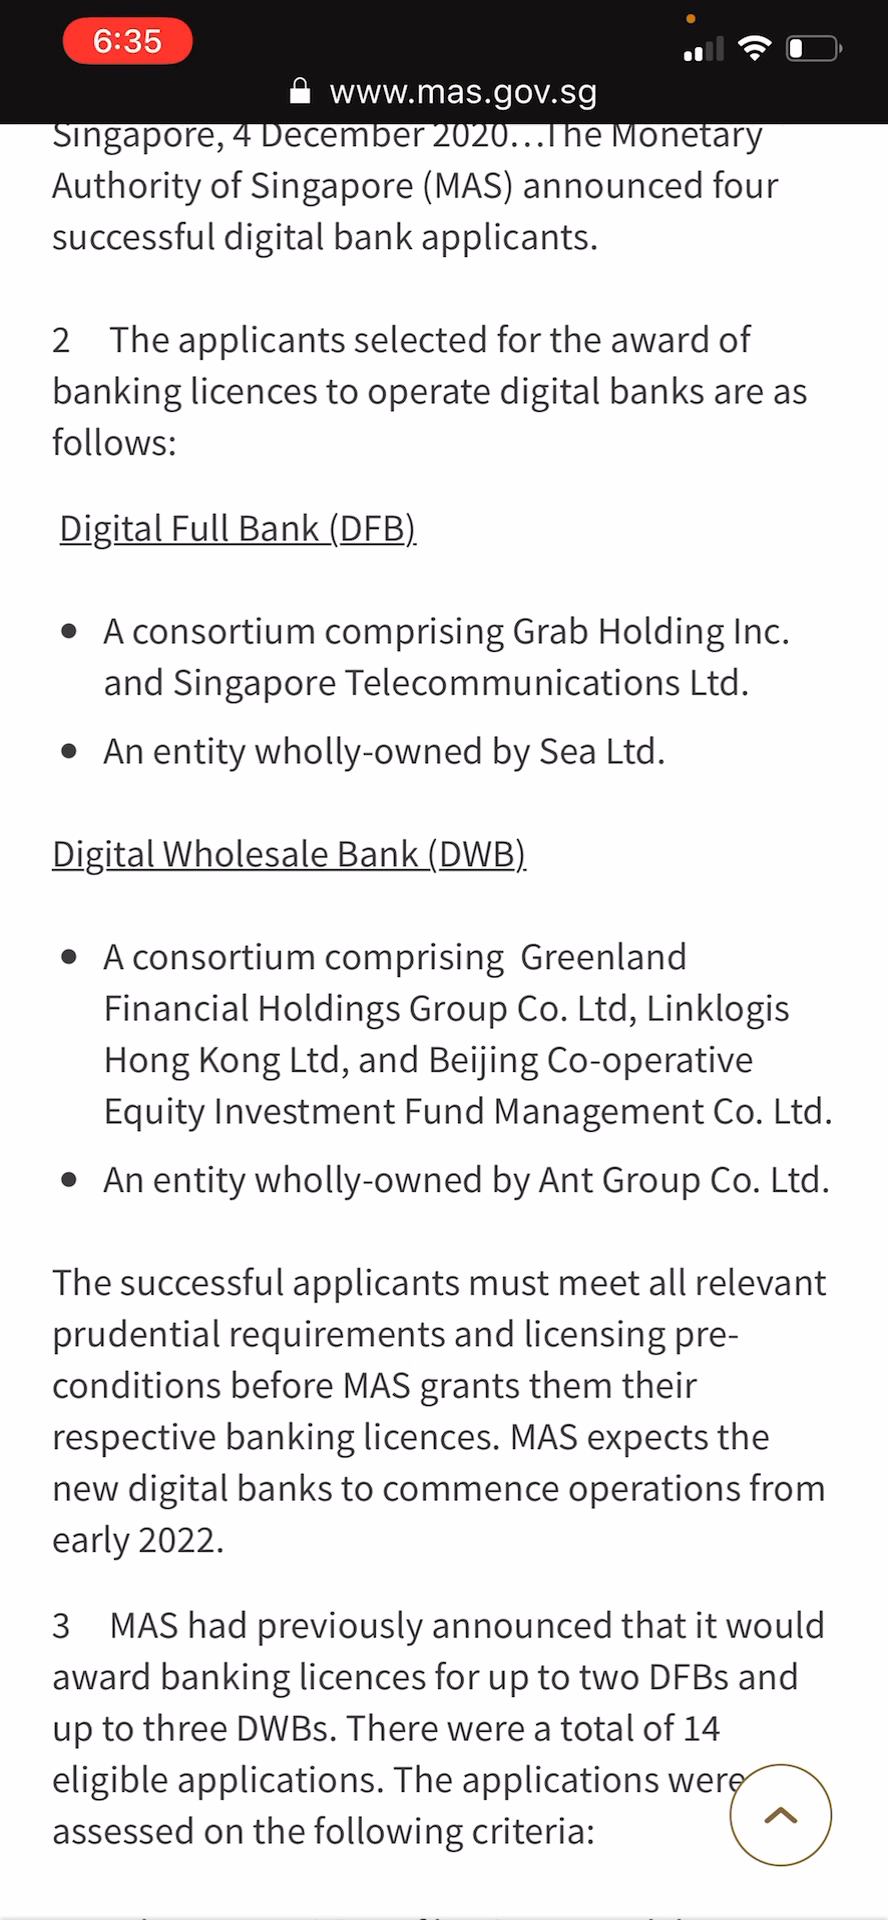 6:35
www.mas.gov.sg
Singapore, 4 December 2020...The Monetary
Authority of Singapore (MAS) announced four
successful digital bank applicants.
2 The applicants selected for the award of
banking licences to operate digital banks are as
follows:
Digital Full Bank (DFB)
• A consortium comprising Grab Holding Inc.
and Singapore Telecommunications Ltd.
• An entity wholly-owned by Sea Ltd.
Digital Wholesale Bank (DWB)
• A consortium comprising Greenland
Financial Holdings Group Co. Ltd, Linklogis
Hong Kong Ltd, and Beijing Co-operative
Equity Investment Fund Management Co. Ltd.
• An entity wholly-owned by Ant Group Co. Ltd.
The successful applicants must meet all relevant
prudential requirements and licensing pre-
conditions before MAS grants them their
respective banking licences. MAS expects the
new digital banks to commence operations from
early 2022.
3 MAS had previously announced that it would
award banking licences for up to two DFBs and
up to three DWBs. There were a total of 14
eligible applications. The applications were
assessed on the following criteria: